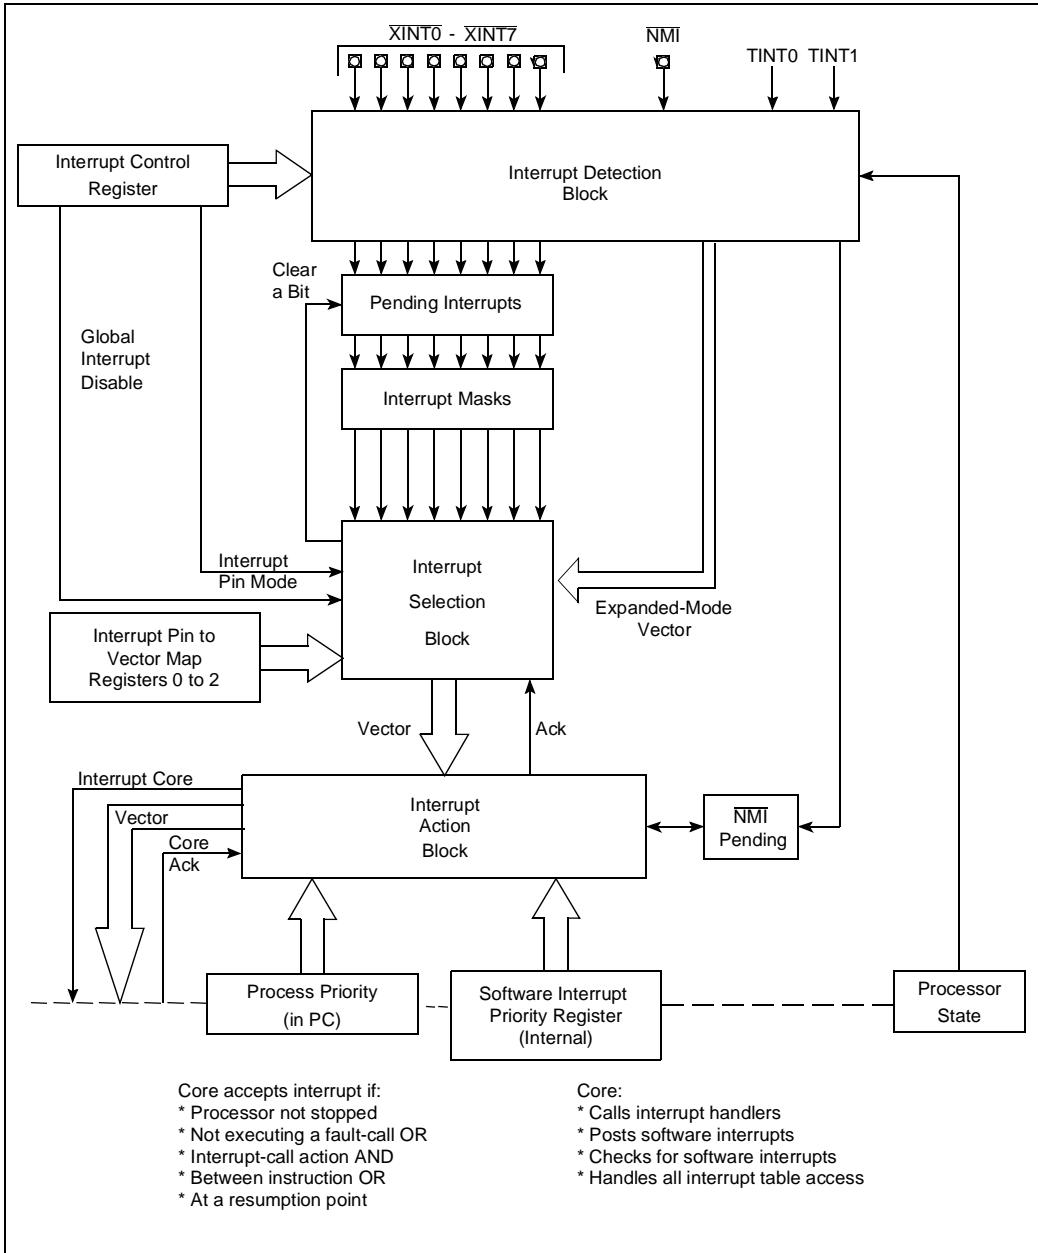 XINT0 - XINT7
NMI
TINT0 TINT1
Interrupt Control
Register
Interrupt Detection
Block
Clear
a Bit
Pending Interrupts
Global
Interrupt
Disable
Interrupt Masks
Interrupt
Pin Mode
Interrupt
Selection
Block
Expanded-Mode
Vector
Interrupt Pin to
Vector Map
Registers 0 to 2
Vector
Ack
Interrupt Core
Vector
Core
Ack
Interrupt
Action
Block
NMI
Pending
Process Priority
(in PC)
Software Interrupt
Priority Register
(Internal)
Processor
State
Core accepts interrupt if:
* Processor not stopped
* Not executing a fault-call OR
* Interrupt-call action AND
* Between instruction OR
* At a resumption point
Core:
* Calls interrupt handlers
* Posts software interrupts
* Checks for software interrupts
* Handles all interrupt table access